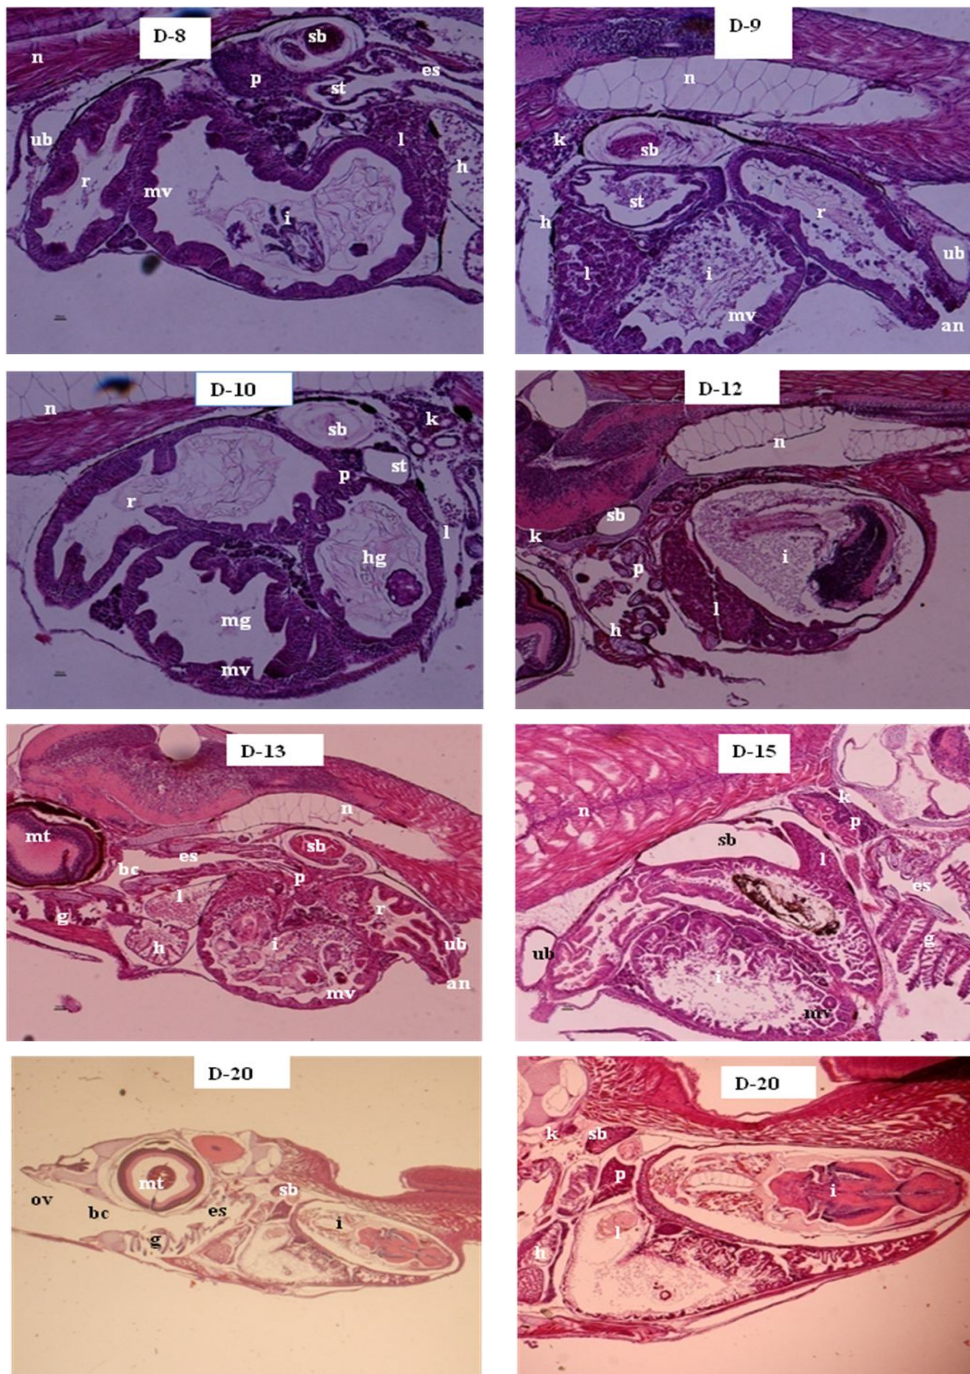 D-8
sb
n
p
es
st
l
ub
h
r
mv
i
D-9
n
k
sb
st
r
h
l
i
ub
mv
an
D-10
n
k
sb
st
p
r
l
hg
mg
mv
D-12
n
sb
k
p
i
l
h
D-13
n
mt
sb
es
bc
p
l
r
g
h
i
ub
mv
an
D-15
k
n
p
sb
l
es
g
ub
i
mv
D-20
mt
sb
ov
bc
es
i
g
D-20
k
sb
p
i
l
h